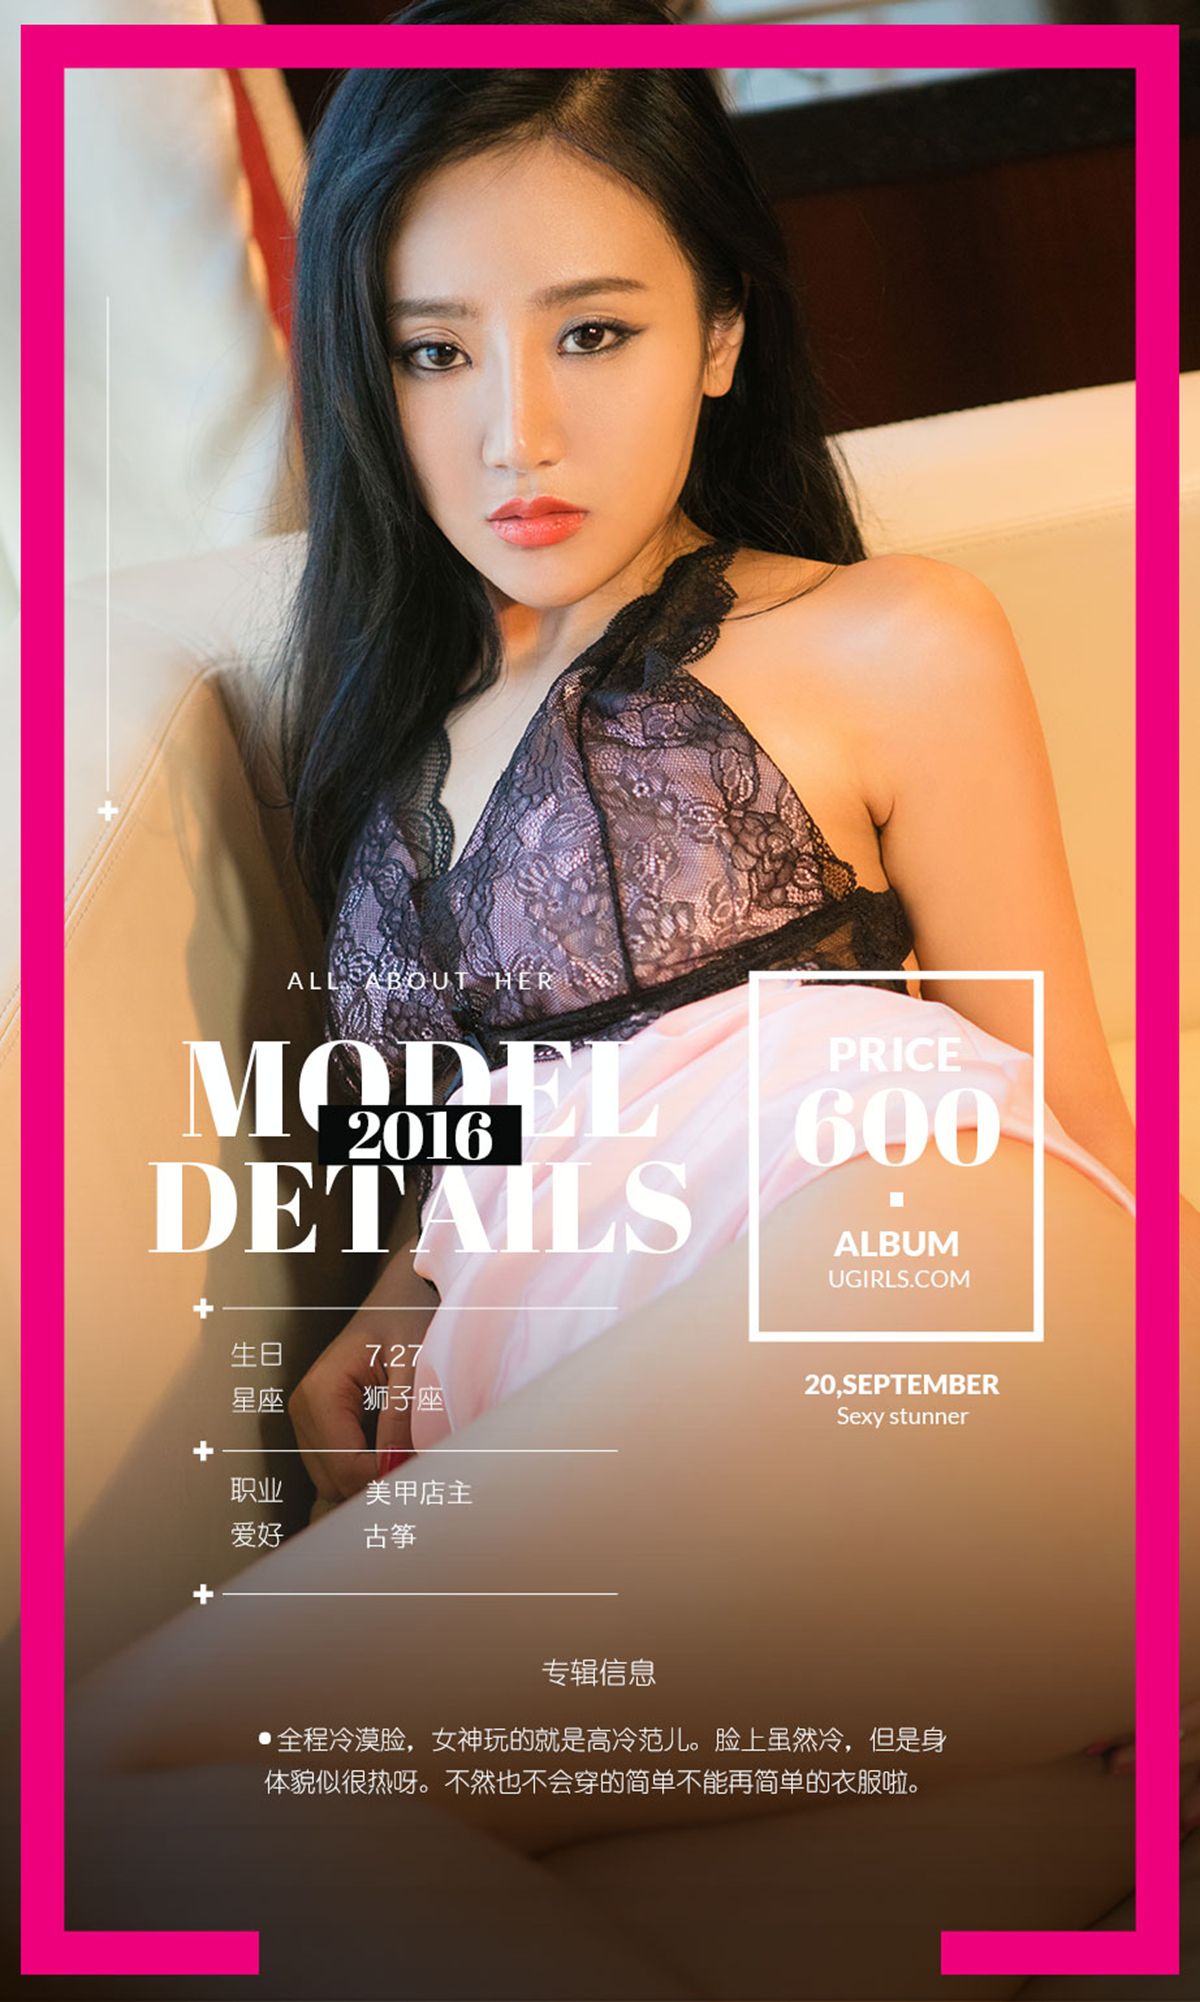 ALL ABOUT HER
MODEL
2016
DETAILS
PRICE
600
ALBUM
UGIRLS.COM
20,SEPTEMBER
Sexy stunner
生日 7.27
星座 狮子座
职业 美甲店主
爱好 古筝
专辑信息
全程冷漠脸，女神玩的就是高冷范儿。脸上虽然冷，但是身
体貌似很热呀。不然也不会穿的简单不能再简单的衣服啦。